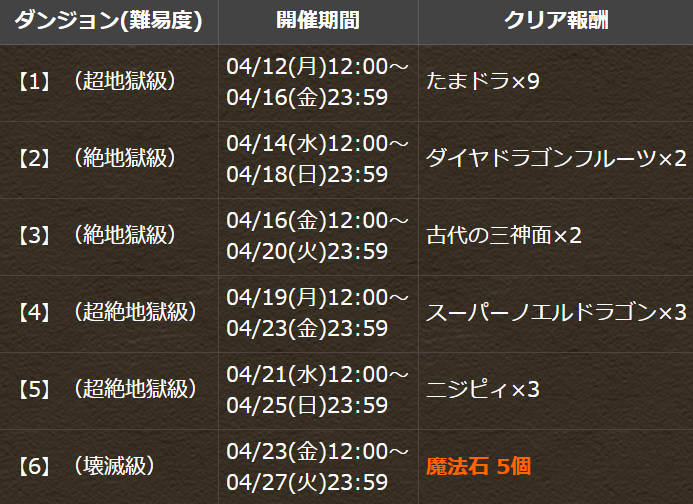 ダンジョン(難易度) 開催期間 クリア報酬
【1】（超地獄級） 04/12(月)12:00～
04/16(金)23:59 たまドラ×9
【2】（絶地獄級） 04/14(水)12:00～
04/18(日)23:59 ダイヤドラゴンフルーツ×2
【3】（絶地獄級） 04/16(金)12:00～
04/20(火)23:59 古代の三神面×2
【4】（超絶地獄級） 04/19(月)12:00～
04/23(金)23:59 スーパーノエルドラゴン×3
【5】（超絶地獄級） 04/21(水)12:00～
04/25(日)23:59 ニジピィ×3
【6】（壊滅級） 04/23(金)12:00～
04/27(火)23:59 魔法石 5個